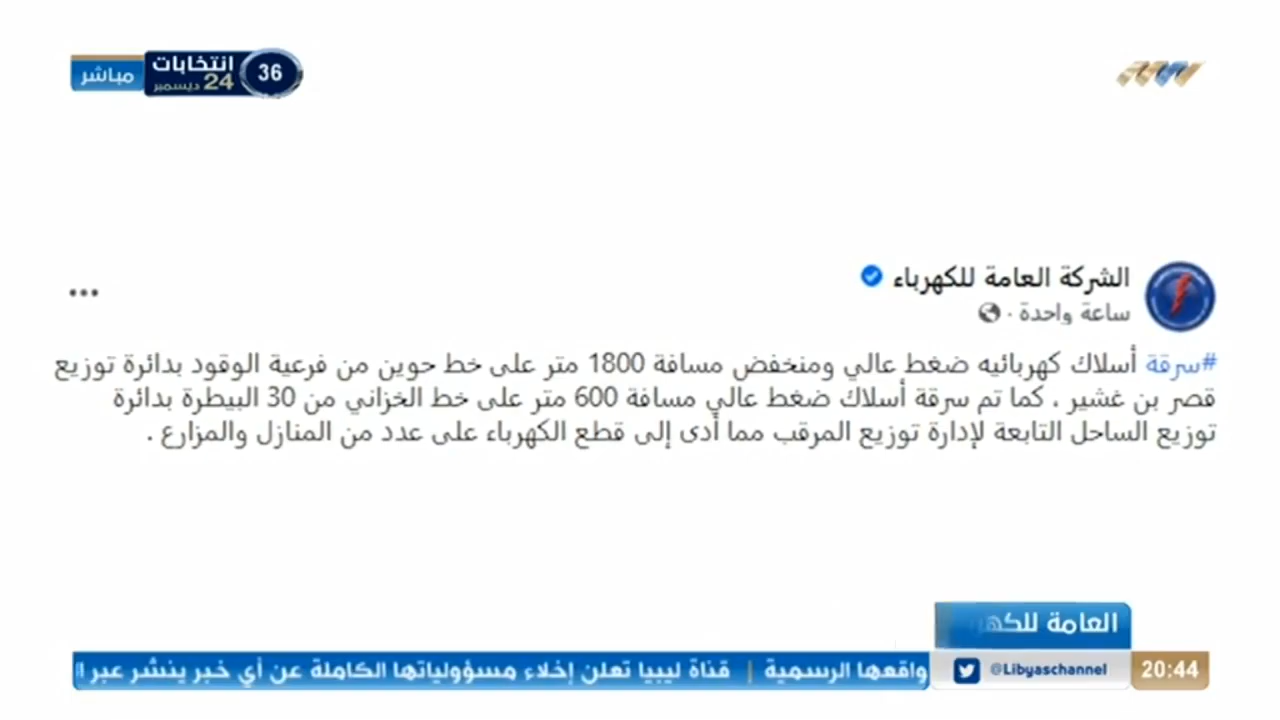 36
انتخابات
24 ديسمبر
مباشر
الشركة العامة للكهرباء
ساعة واحدة ·
#سرقة أسلاك كهربائيه ضغط عالي ومنخفض مسافة 1800 متر على خط حوين من فرعية الوقود بدائرة توزيع
قصر بن غشير ، كما تم سرقة أسلاك ضغط عالي مسافة 600 متر على خط الخزاني من 30 البيطرة بدائرة
توزيع الساحل التابعة لإدارة توزيع المرقب مما أدى إلى قطع الكهرباء على عدد من المنازل والمزارع .
العامة للكهر
20:44
@Libyaschannel
واقعها الرسمية | قناة ليبيا تعلن إخلاء مسؤولياتها الكاملة عن أي خبر ينشر عبر